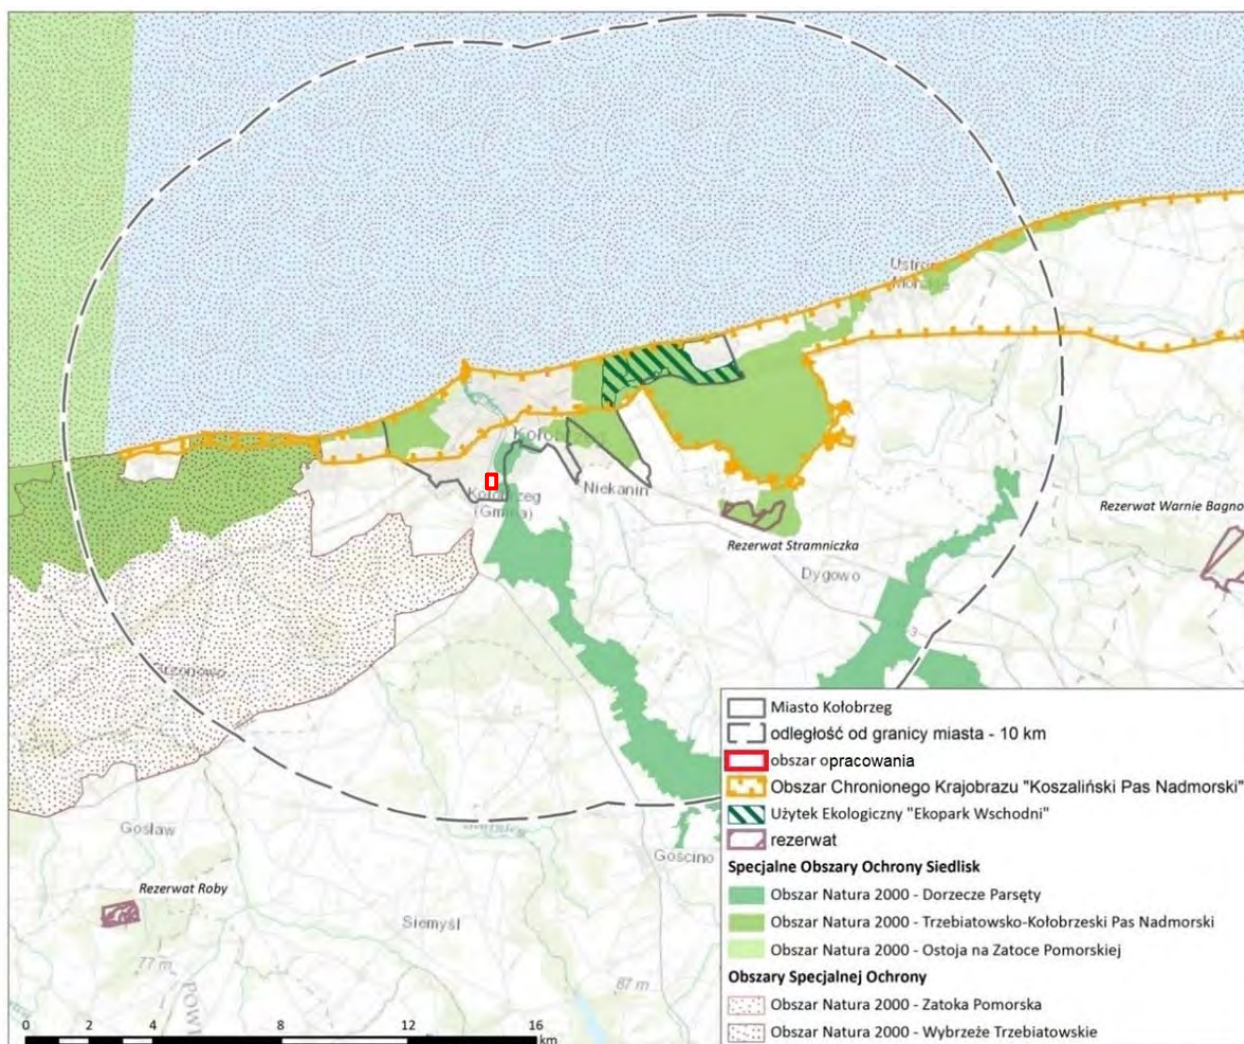 Ustronie
Morskie
Kołobrzeg
Kołobrzeg
(Gmina)
Niekanin
Rezerwat Warnie Bagno
Rezerwat Stramniczka
Dygowo
3
Gosław
Gościno
Rezerwat Roby
Siemyśl
77 m
87 m
POWI
Miasto Kołobrzeg
odległość od granicy miasta - 10 km
obszar opracowania
Obszar Chronionego Krajobrazu "Koszaliński Pas Nadmorski"
Użytek Ekologiczny "Ekopark Wschodni"
rezerwat
Specjalne Obszary Ochrony Siedlisk
Obszar Natura 2000 - Dorzecze Parsęty
Obszar Natura 2000 - Trzebiatowsko-Kołobrzeski Pas Nadmorski
Obszar Natura 2000 - Ostoja na Zatoce Pomorskiej
Obszary Specjalnej Ochrony
Obszar Natura 2000 - Zatoka Pomorska
Obszar Natura 2000 - Wybrzeże Trzebiatowskie
0 2 4 8 12 16
km